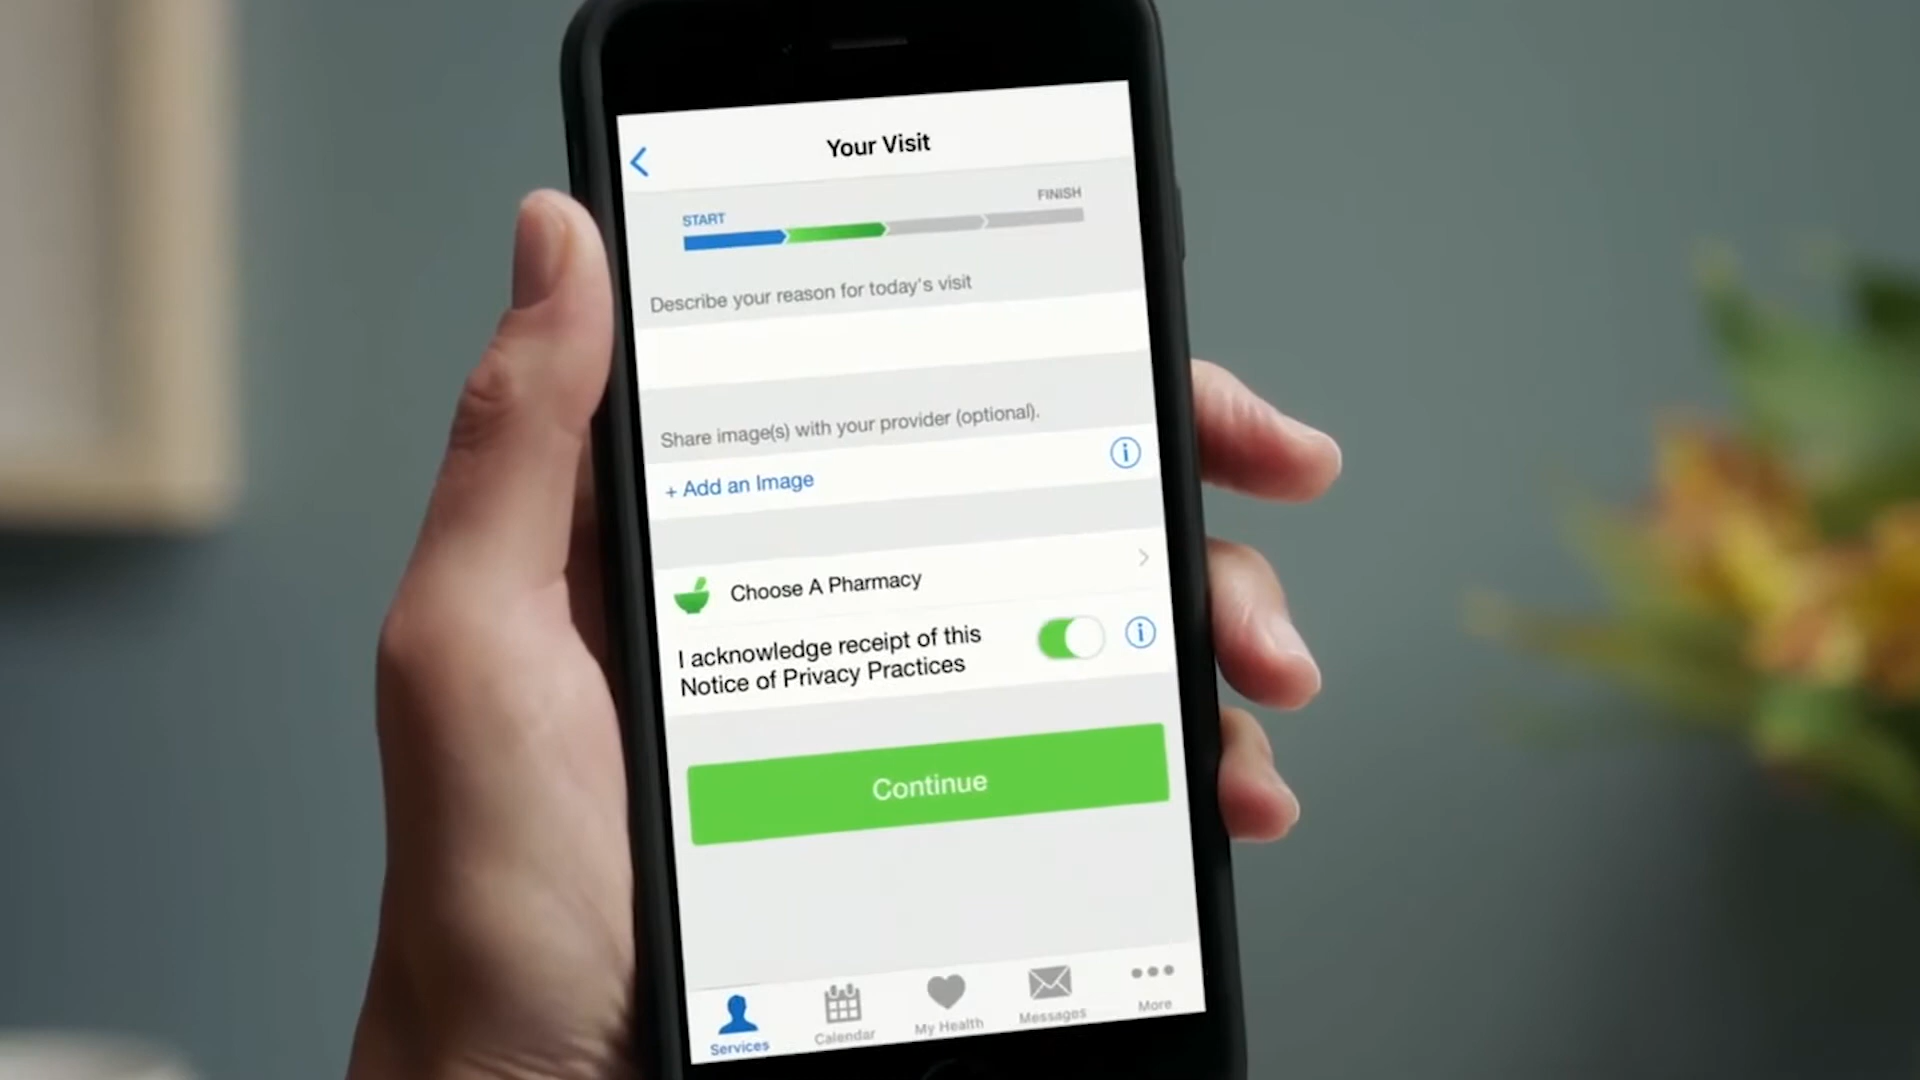 Your Visit
START
FINISH
Describe your reason for today's visit
Share image(s) with your provider (optional).
+ Add an Image
Choose A Pharmacy
I acknowledge receipt of this
Notice of Privacy Practices
Continue
Services
Calendar
My Health
Messages
More